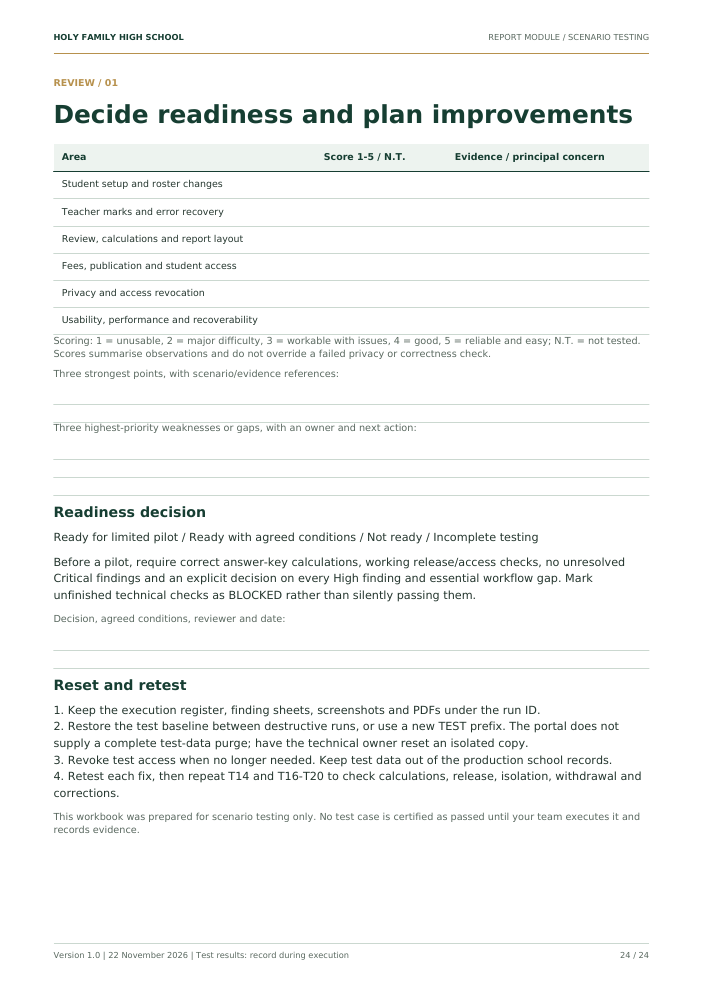 HOLY FAMILY HIGH SCHOOL
REPORT MODULE / SCENARIO TESTING
REVIEW / 01
Decide readiness and plan improvements
Area Score 1-5 / N.T. Evidence / principal concern
Student setup and roster changes
Teacher marks and error recovery
Review, calculations and report layout
Fees, publication and student access
Privacy and access revocation
Usability, performance and recoverability
Scoring: 1 = unusable, 2 = major difficulty, 3 = workable with issues, 4 = good, 5 = reliable and easy; N.T. = not tested.
Scores summarise observations and do not override a failed privacy or correctness check.
Three strongest points, with scenario/evidence references:
Three highest-priority weaknesses or gaps, with an owner and next action:
Readiness decision
Ready for limited pilot / Ready with agreed conditions / Not ready / Incomplete testing
Before a pilot, require correct answer-key calculations, working release/access checks, no unresolved
Critical findings and an explicit decision on every High finding and essential workflow gap. Mark
unfinished technical checks as BLOCKED rather than silently passing them.
Decision, agreed conditions, reviewer and date:
Reset and retest
1. Keep the execution register, finding sheets, screenshots and PDFs under the run ID.
2. Restore the test baseline between destructive runs, or use a new TEST prefix. The portal does not
supply a complete test-data purge; have the technical owner reset an isolated copy.
3. Revoke test access when no longer needed. Keep test data out of the production school records.
4. Retest each fix, then repeat T14 and T16-T20 to check calculations, release, isolation, withdrawal and
corrections.
This workbook was prepared for scenario testing only. No test case is certified as passed until your team executes it and
records evidence.
Version 1.0 | 22 November 2026 | Test results: record during execution
24 / 24